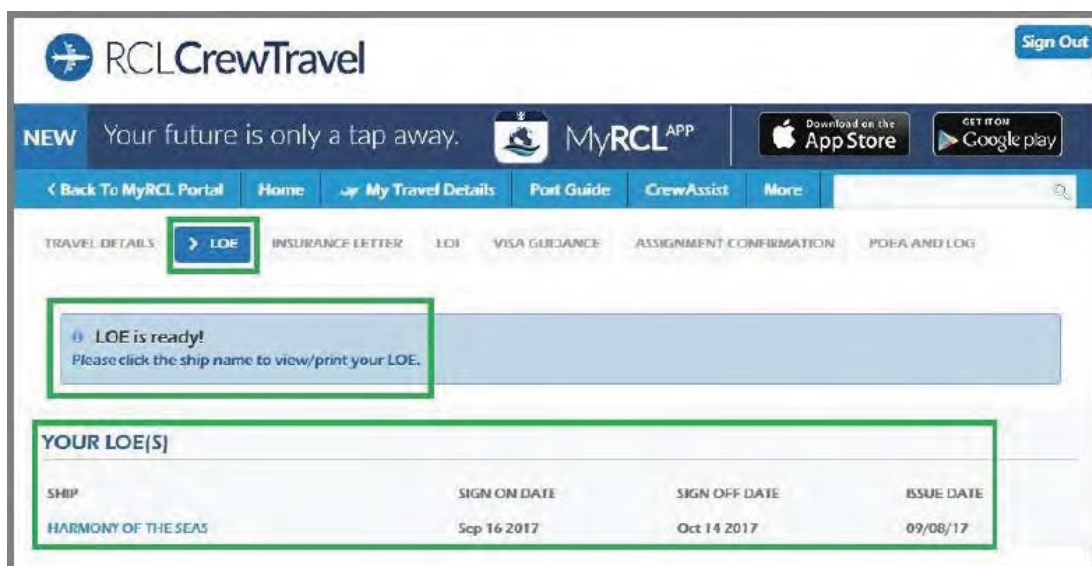 RCLCrewTravel
Sign Out
NEW Your future is only a tap away. MyRCL APP Download on the App Store GET IT ON Google play
< Back To MyRCL Portal Home My Travel Details Port Guide CrewAssist More
TRAVEL DETAILS > LOE INSURANCE LETTER LOI VISA GUIDANCE ASSIGNMENT CONFIRMATION POEA AND LOG
LOE is ready!
Please click the ship name to view/print your LOE.
YOUR LOE(S)
SHIP SIGN ON DATE SIGN OFF DATE ISSUE DATE
HARMONY OF THE SEAS Sep 16 2017 Oct 14 2017 09/08/17